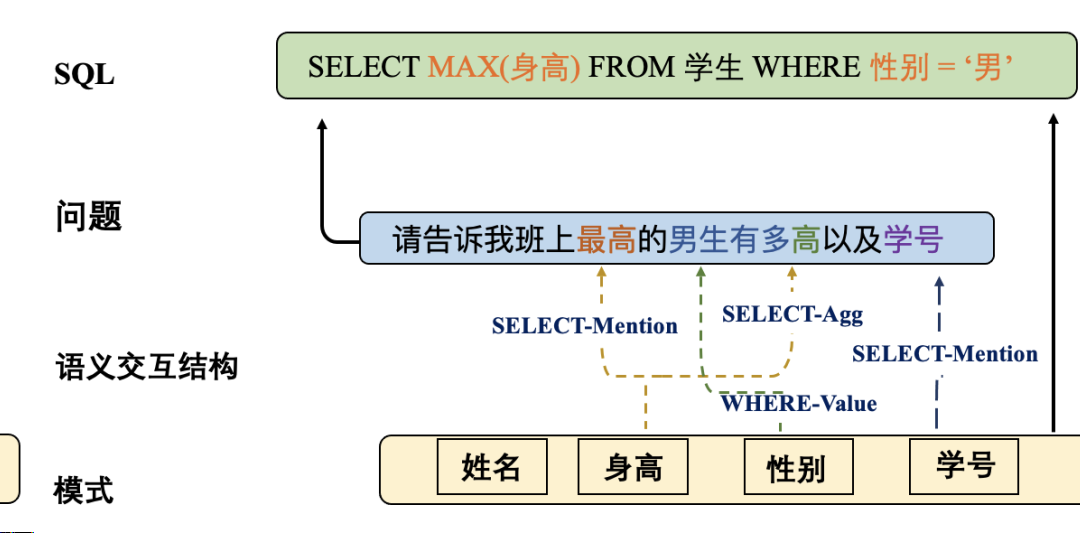 SQL
SELECT MAX(身高) FROM 学生 WHERE 性别 = ‘男’
问题
请告诉我班上最高的男生有多高以及学号
SELECT-Mention
SELECT-Agg
SELECT-Mention
语义交互结构
WHERE-Value
模式
姓名
身高
性别
学号